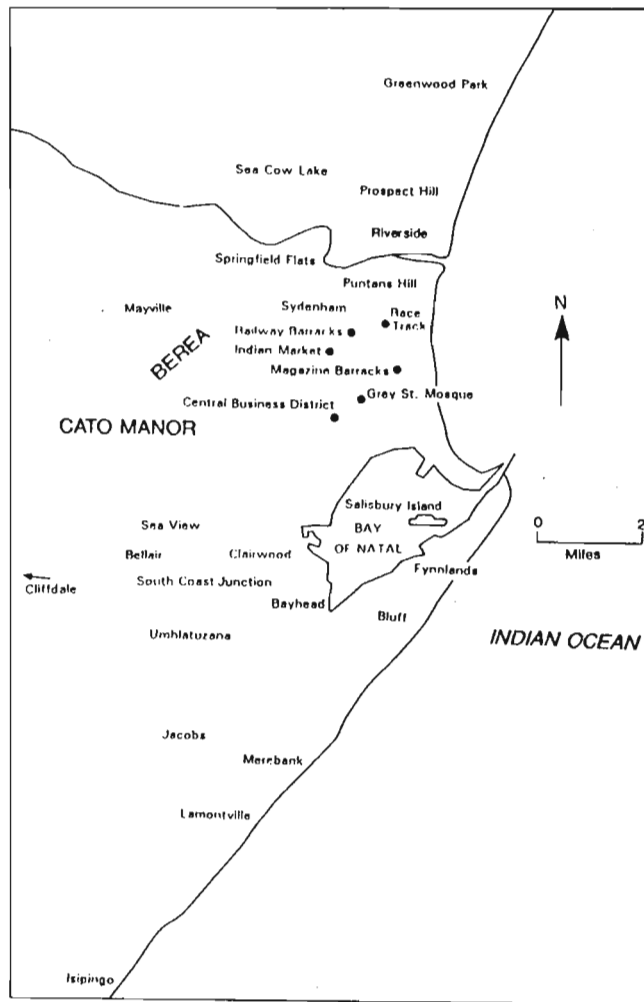 Greenwood Park
Sea Cow Lake
Prospect Hill
Riverside
Springfield Flats
Puntans Hill
Mayville
Sydenham
Race
Track
Railway Barracks
BEREA
Indian Market
Magazine Barracks
Grey St. Mosque
Central Business District
CATO MANOR
N
Salisbury Island
Sea View
BAY
OF NATAL
0 2
Miles
Bellair
Clairwood
Fynnlands
South Coast Junction
Cliffdale
Bayhead
Bluff
Umhlatuzana
INDIAN OCEAN
Jacobs
Merebank
Lamontville
Isipingo